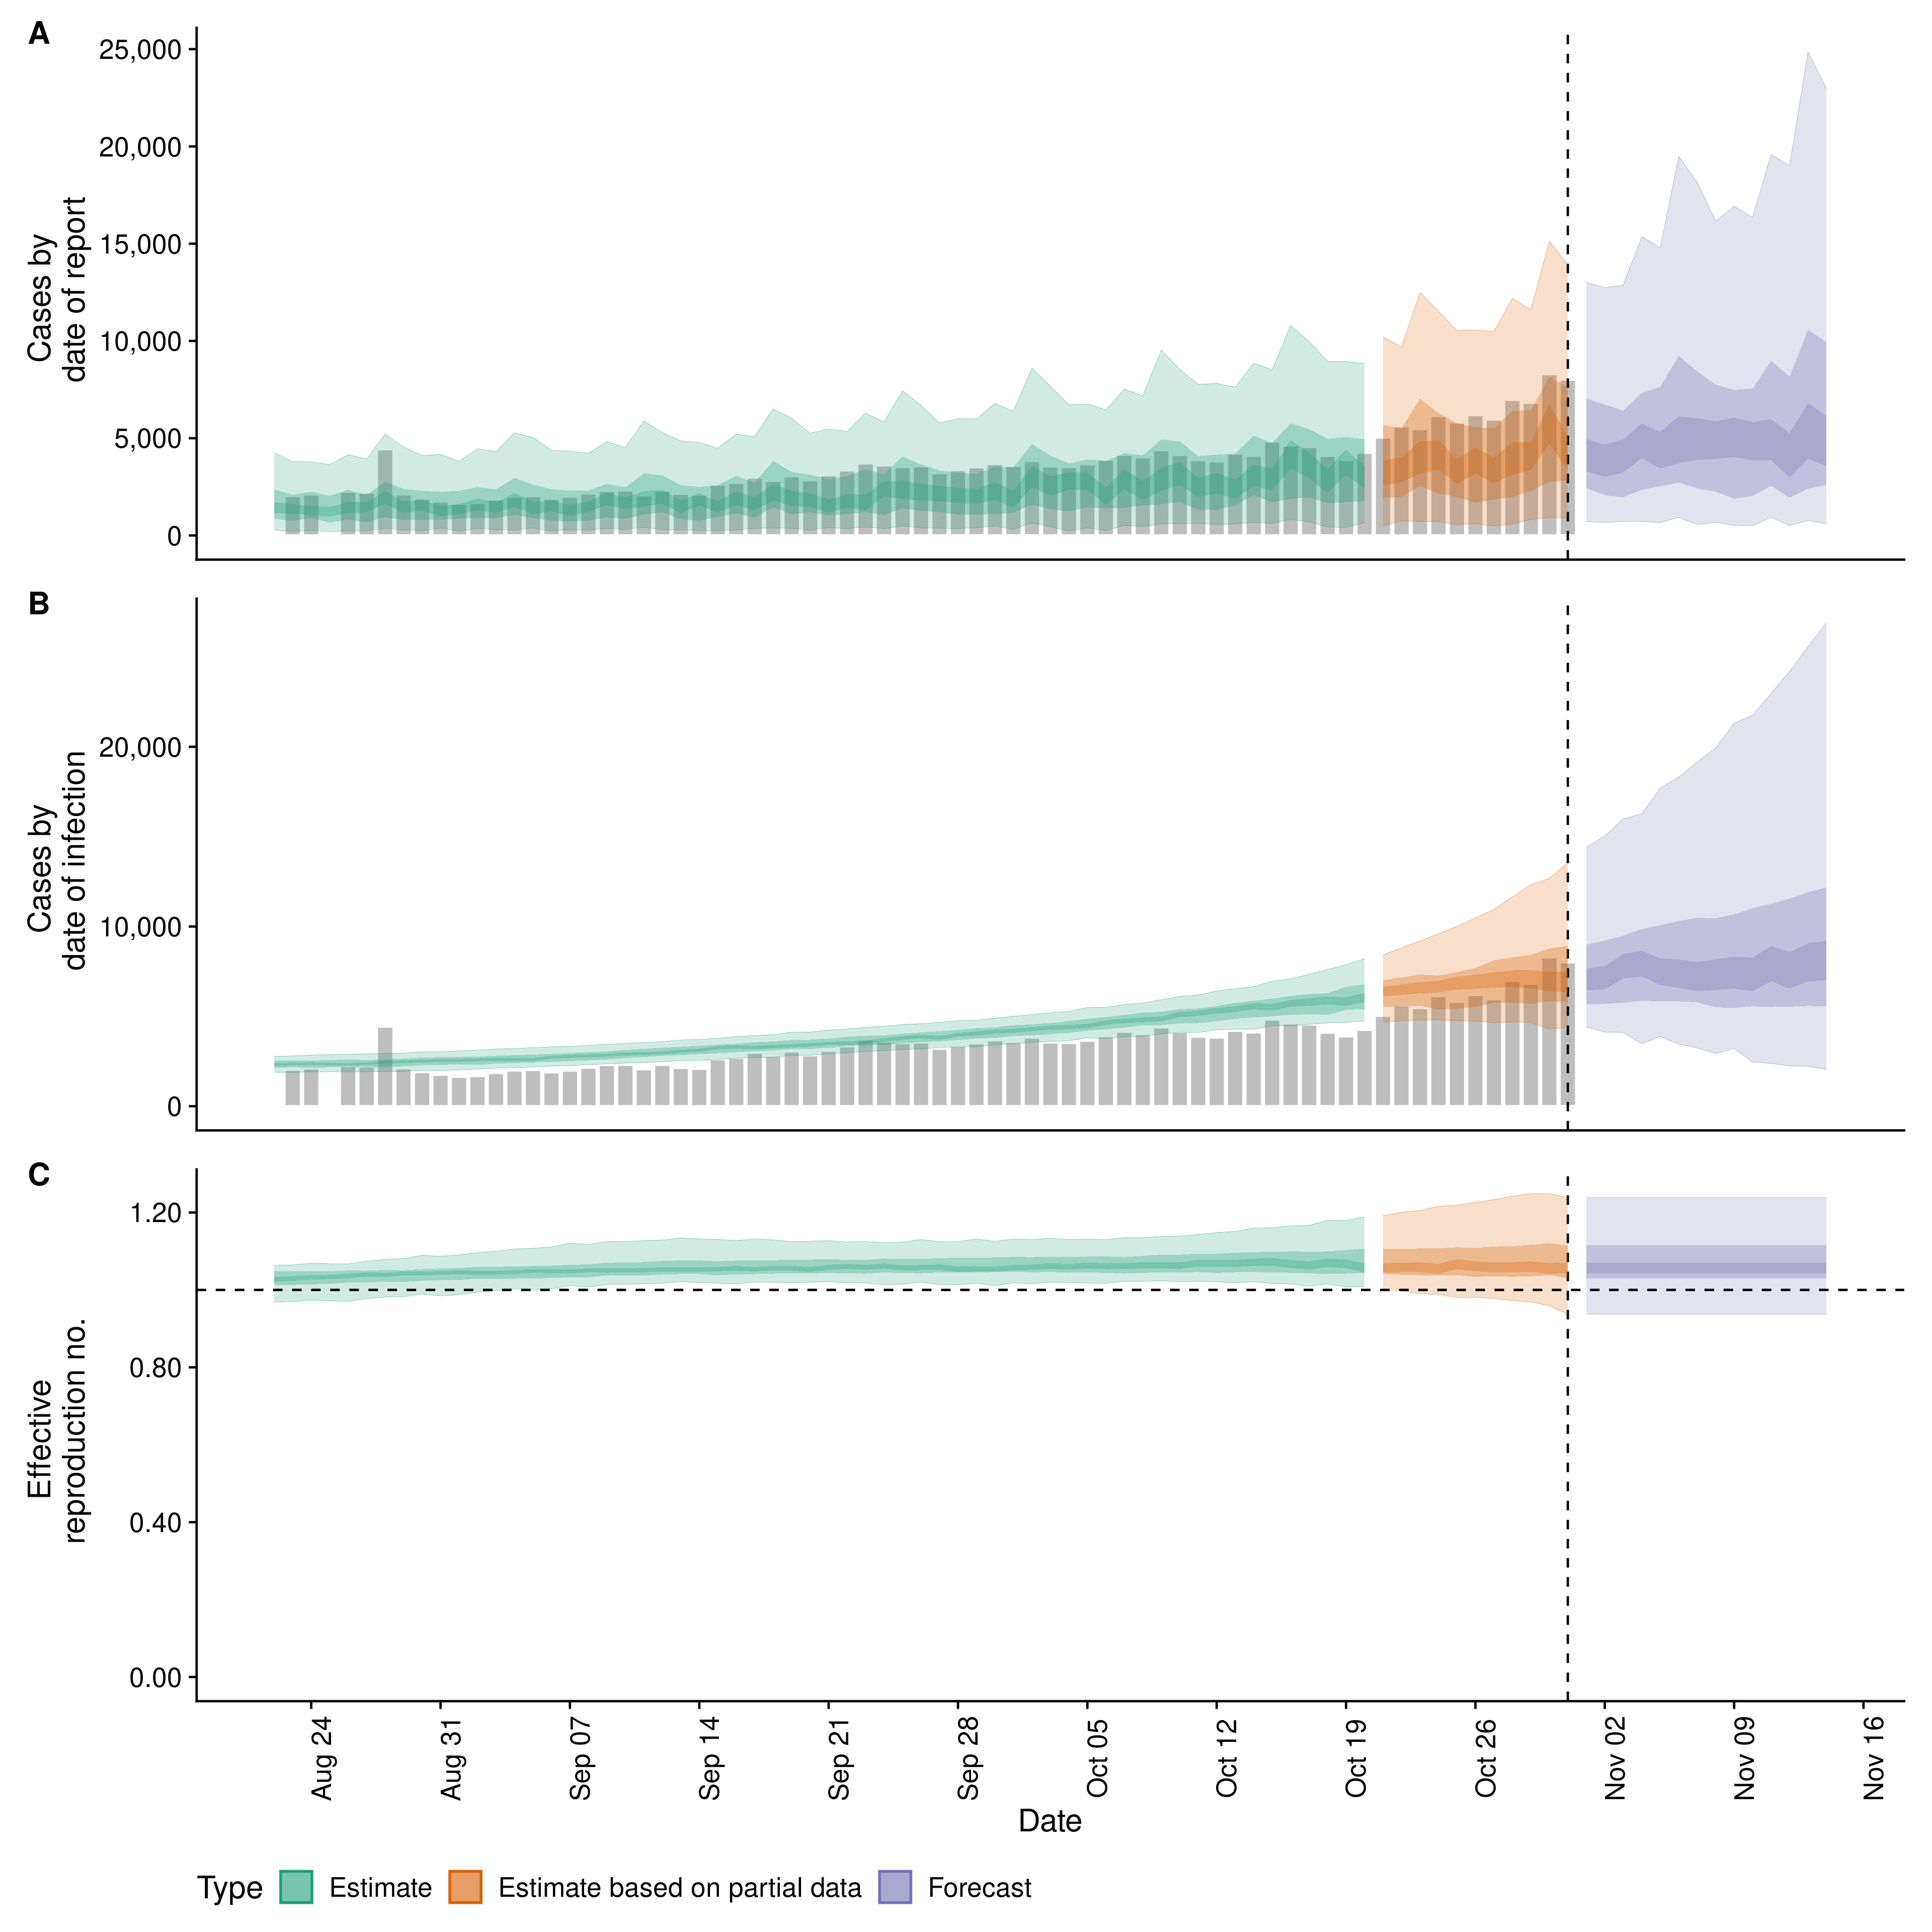 A
25,000
20,000
15,000
10,000
5,000
0
Cases by
date of report
B
20,000
10,000
0
Cases by
date of infection
C
1.20
0.80
0.40
0.00
Effective
reproduction no.
Aug 24
Aug 31
Sep 07
Sep 14
Sep 21
Sep 28
Oct 05
Oct 12
Oct 19
Oct 26
Nov 02
Nov 09
Nov 16
Date
Type Estimate Estimate based on partial data Forecast